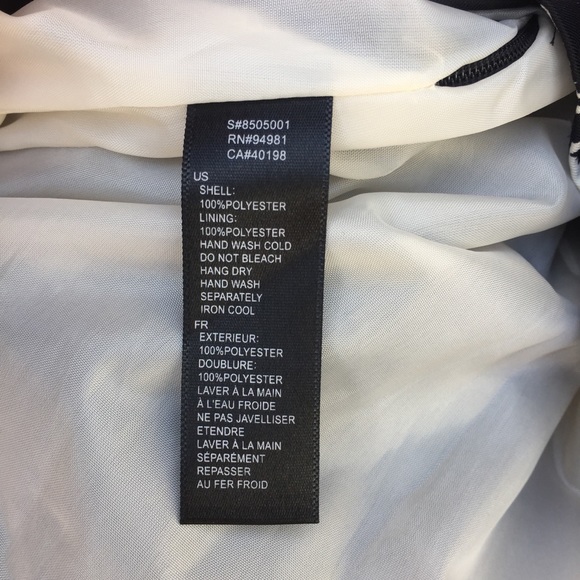 S#8505001
RN#94981
CA#40198
US
SHELL:
100%POLYESTER
LINING:
100%POLYESTER
HAND WASH COLD
DO NOT BLEACH
HANG DRY
HAND WASH
SEPARATELY
IRON COOL
FR
EXTERIEUR:
100%POLYESTER
DOUBLURE:
100%POLYESTER
LAVER À LA MAIN
À L'EAU FROIDE
NE PAS JAVELLISER
ETENDRE
LAVER À LA MAIN
SÉPARÉMENT
REPASSER
AU FER FROID